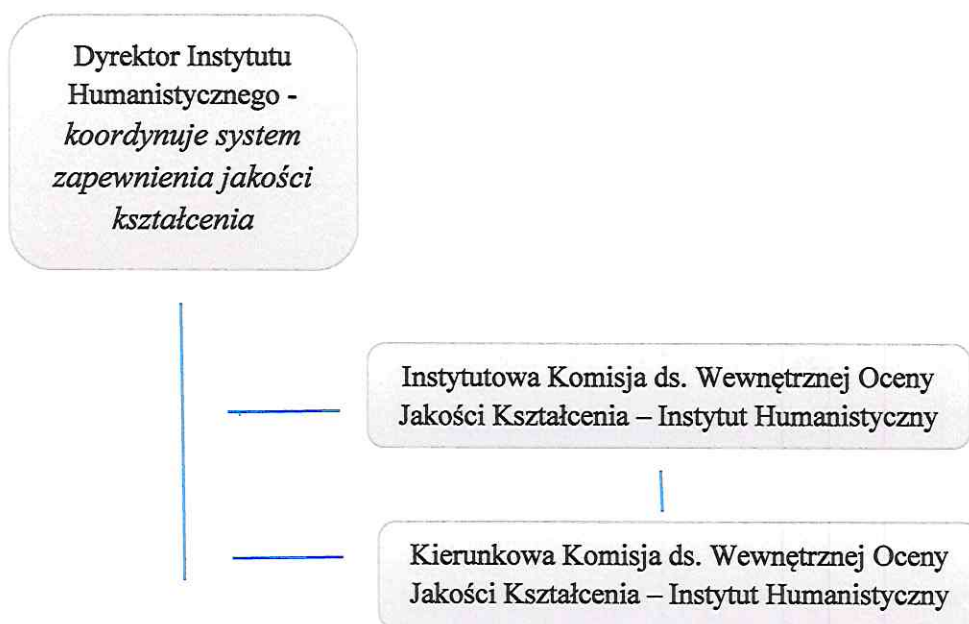 Dyrektor Instytutu
Humanistycznego -
koordynuje system
zapewnienia jakości
kształcenia
Instytutowa Komisja ds. Wewnętrznej Oceny
Jakości Kształcenia – Instytut Humanistyczny
Kierunkowa Komisja ds. Wewnętrznej Oceny
Jakości Kształcenia – Instytut Humanistyczny